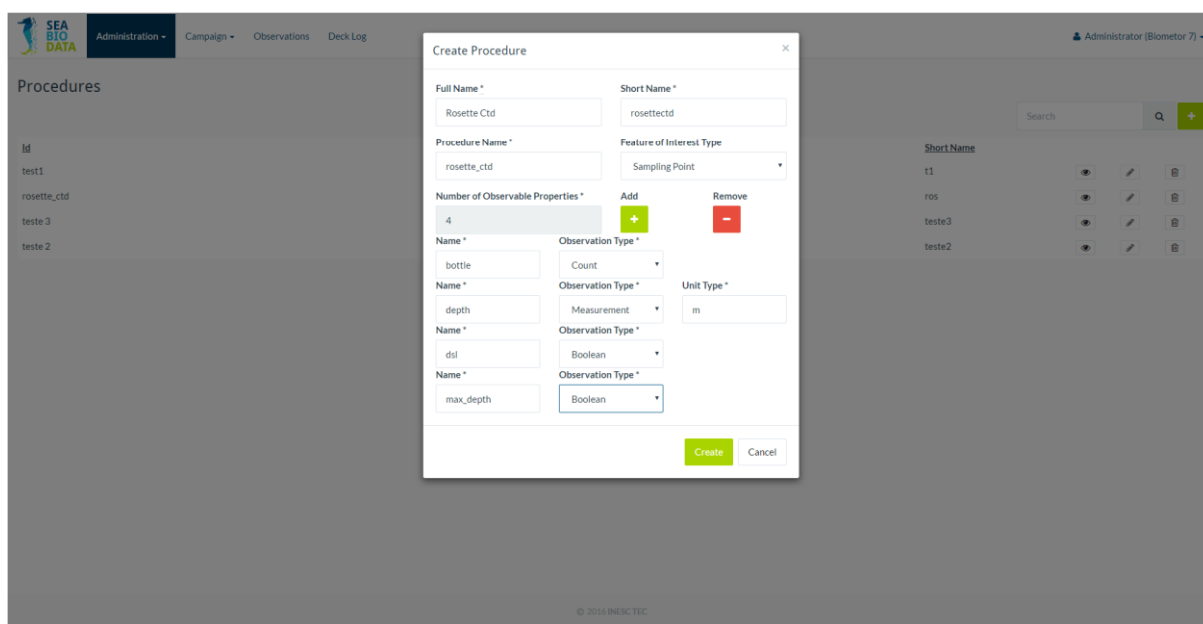 SEA
BIO
DATA
Administration Campaign Observations Deck Log Administrator (Biometor 7)
Procedures
Search
Id Short Name
test1 t1
rosette_ctd ros
teste 3 teste3
teste 2 teste2
Create Procedure ×
Full Name * Short Name *
Rosette Ctd rosettectd
Procedure Name * Feature of Interest Type
rosette_ctd Sampling Point
Number of Observable Properties * Add Remove
4 + −
Name * Observation Type *
bottle Count
Name * Observation Type * Unit Type *
depth Measurement m
Name * Observation Type *
dsl Boolean
Name * Observation Type *
max_depth Boolean
Create Cancel
© 2016 INESC TEC